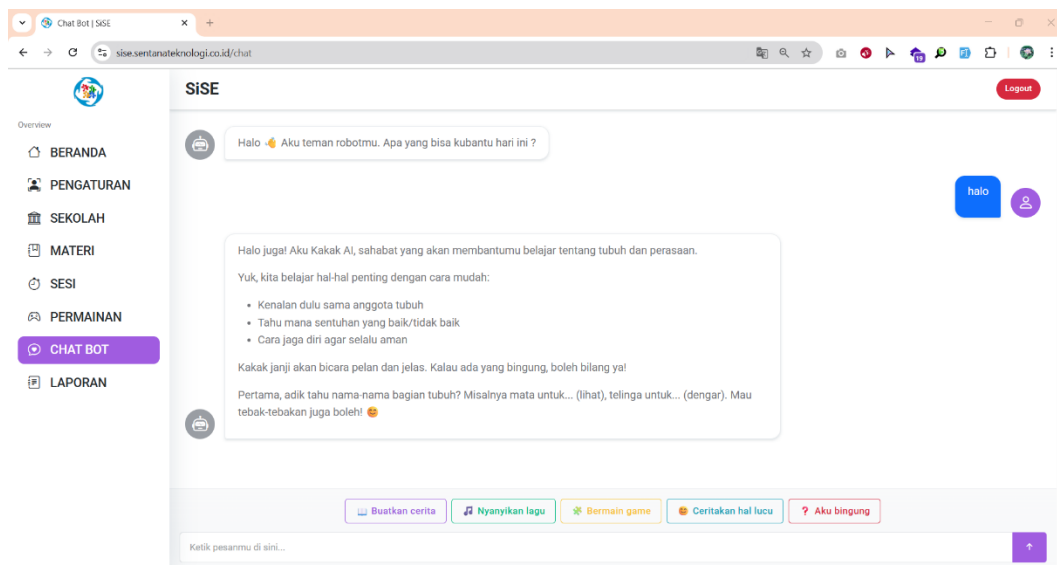 Chat Bot | SiSE
sise.sentanateknologi.co.id/chat
19
SiSE
Logout
Overview
BERANDA
PENGATURAN
SEKOLAH
MATERI
SESI
PERMAINAN
CHAT BOT
LAPORAN
Halo 👋 Aku teman robotmu. Apa yang bisa kubantu hari ini ?
halo
Halo juga! Aku Kakak AI, sahabat yang akan membantumu belajar tentang tubuh dan perasaan.
Yuk, kita belajar hal-hal penting dengan cara mudah:
• Kenalan dulu sama anggota tubuh
• Tahu mana sentuhan yang baik/tidak baik
• Cara jaga diri agar selalu aman
Kakak janji akan bicara pelan dan jelas. Kalau ada yang bingung, boleh bilang ya!
Pertama, adik tahu nama-nama bagian tubuh? Misalnya mata untuk... (lihat), telinga untuk... (dengar). Mau
tebak-tebakan juga boleh! 😊
📖 Buatkan cerita
🎵 Nyanyikan lagu
🧩 Bermain game
😄 Ceritakan hal lucu
❓ Aku bingung
Ketik pesanmu di sini...